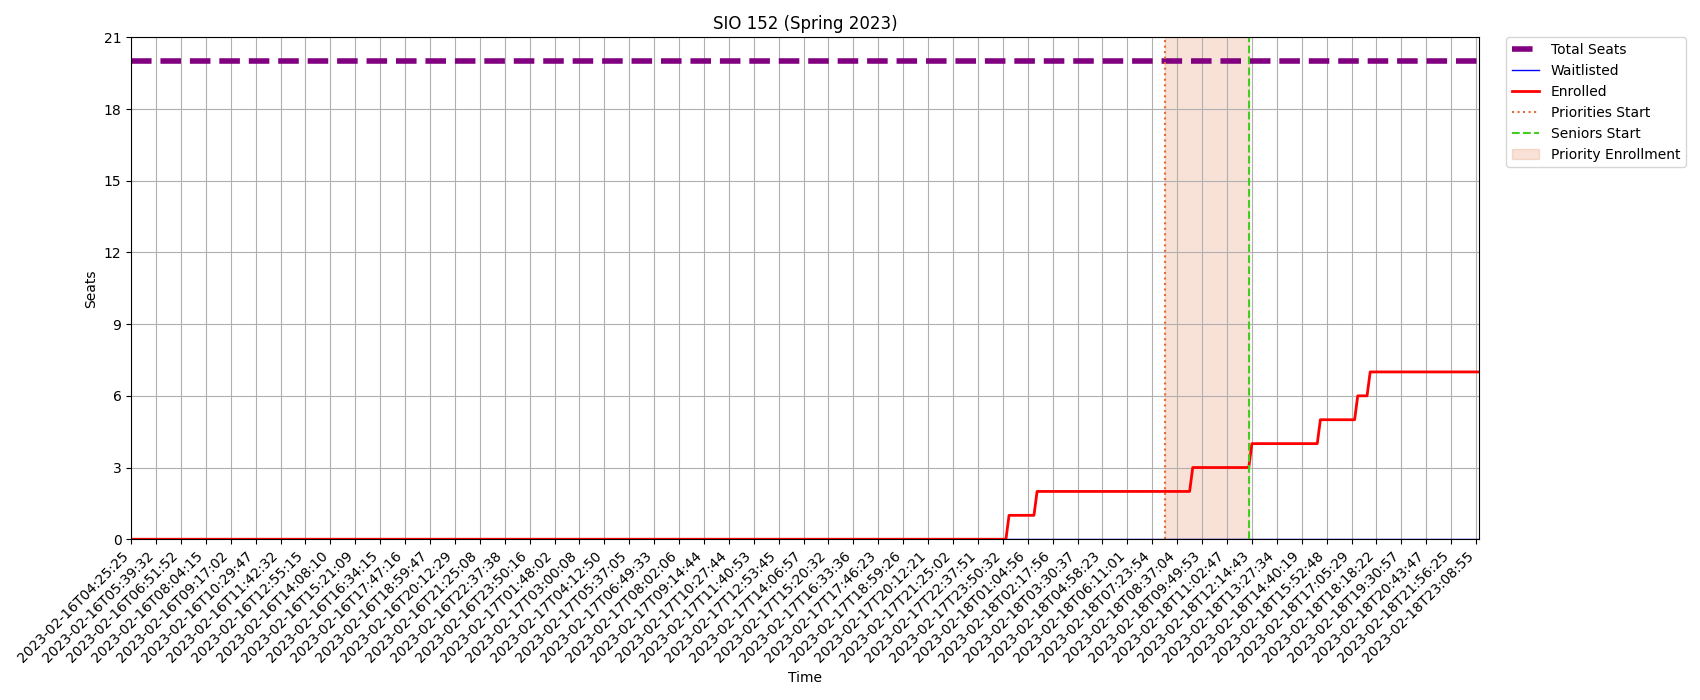 SIO 152 (Spring 2023)
21
18
15
12
9
6
3
0
Seats
2023-02-16T04:25:25
2023-02-16T05:39:32
2023-02-16T06:51:52
2023-02-16T08:04:15
2023-02-16T09:17:02
2023-02-16T10:29:47
2023-02-16T11:42:32
2023-02-16T12:55:15
2023-02-16T14:08:10
2023-02-16T15:21:09
2023-02-16T16:34:15
2023-02-16T17:47:16
2023-02-16T18:59:47
2023-02-16T20:12:29
2023-02-16T21:25:08
2023-02-16T22:37:38
2023-02-16T23:50:16
2023-02-17T01:48:02
2023-02-17T03:00:08
2023-02-17T04:12:50
2023-02-17T05:37:05
2023-02-17T06:49:33
2023-02-17T08:02:06
2023-02-17T09:14:44
2023-02-17T10:27:44
2023-02-17T11:40:53
2023-02-17T12:53:45
2023-02-17T14:06:57
2023-02-17T15:20:32
2023-02-17T16:33:36
2023-02-17T17:46:23
2023-02-17T18:59:26
2023-02-17T20:12:21
2023-02-17T21:25:02
2023-02-17T22:37:51
2023-02-17T23:50:32
2023-02-18T01:04:56
2023-02-18T02:17:56
2023-02-18T03:30:37
2023-02-18T04:58:23
2023-02-18T06:11:01
2023-02-18T07:23:54
2023-02-18T08:37:04
2023-02-18T09:49:53
2023-02-18T11:02:47
2023-02-18T12:14:43
2023-02-18T13:27:34
2023-02-18T14:40:19
2023-02-18T15:52:48
2023-02-18T17:05:29
2023-02-18T18:18:22
2023-02-18T19:30:57
2023-02-18T20:43:47
2023-02-18T21:56:25
2023-02-18T23:08:55
Time
Total Seats
Waitlisted
Enrolled
Priorities Start
Seniors Start
Priority Enrollment